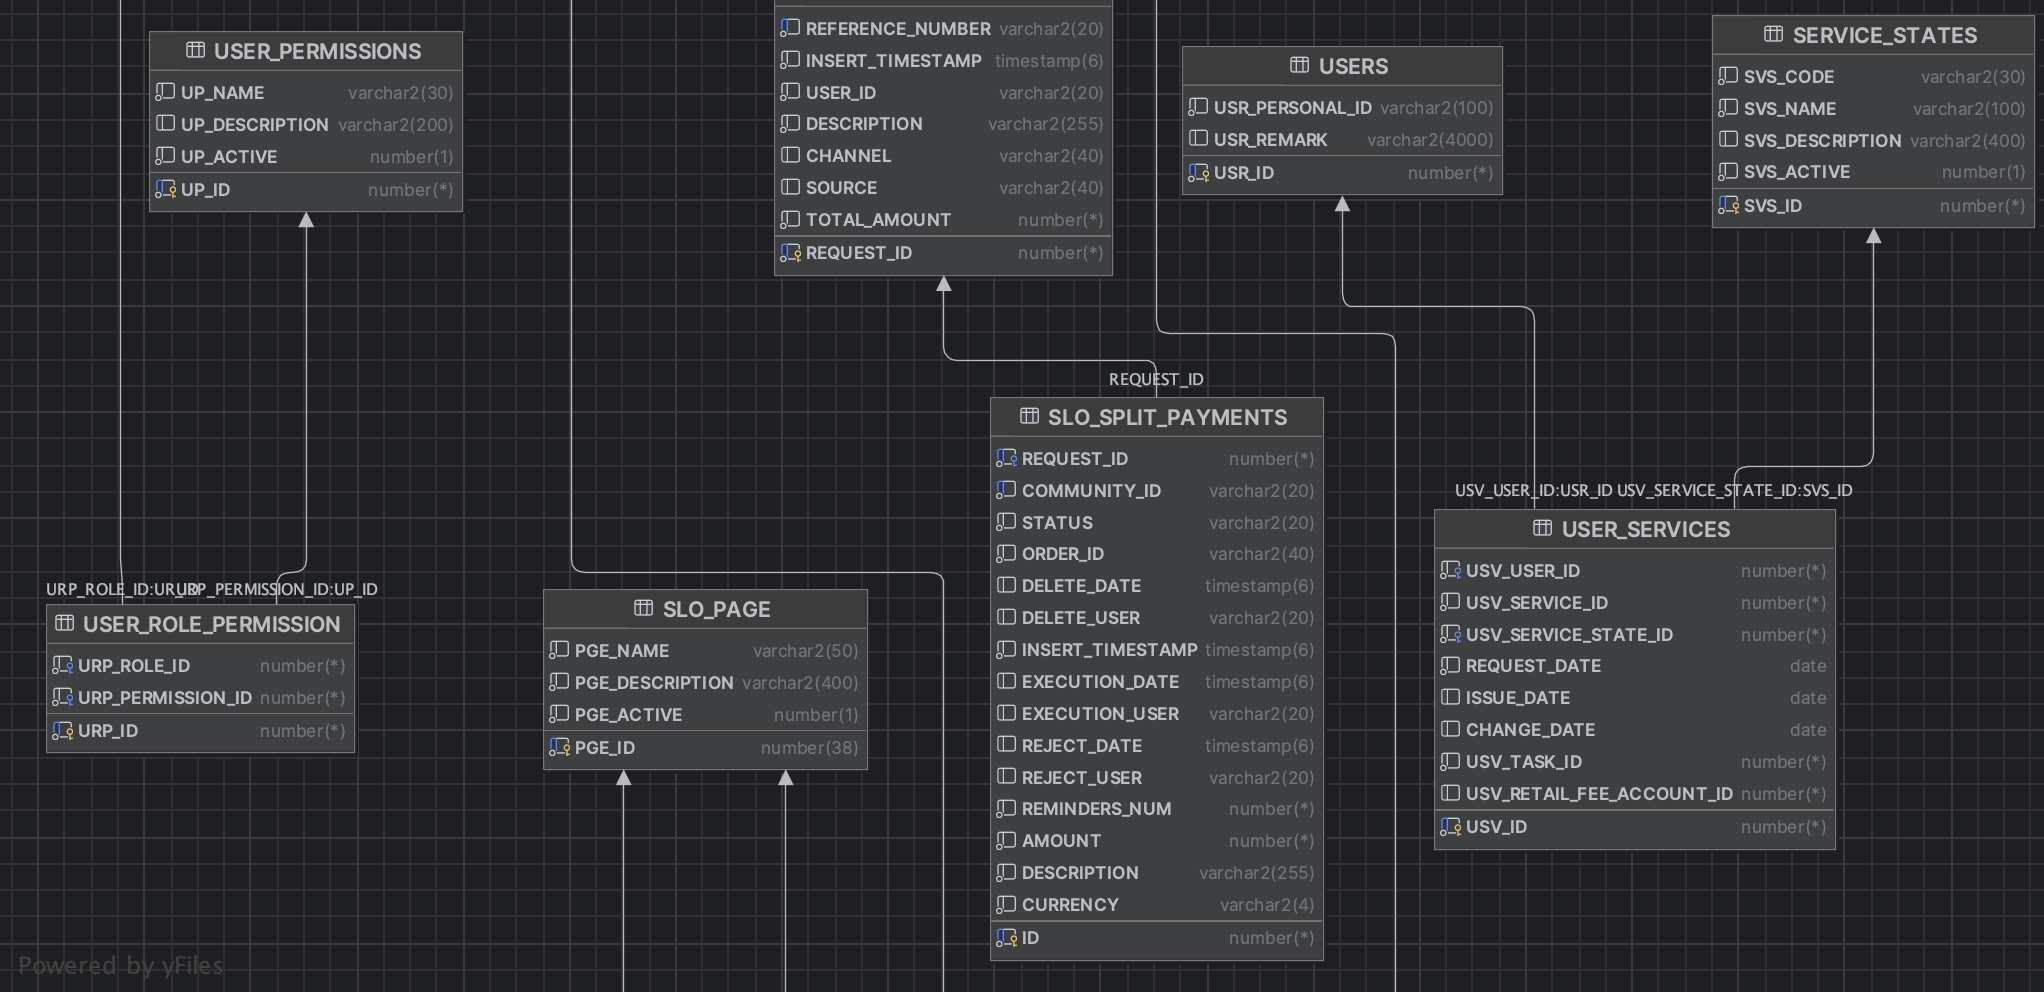 USER_PERMISSIONS
UP_NAME varchar2(30)
UP_DESCRIPTION varchar2(200)
UP_ACTIVE number(1)
UP_ID number(*)
REFERENCE_NUMBER varchar2(20)
INSERT_TIMESTAMP timestamp(6)
USER_ID varchar2(20)
DESCRIPTION varchar2(255)
CHANNEL varchar2(40)
SOURCE varchar2(40)
TOTAL_AMOUNT number(*)
REQUEST_ID number(*)
USERS
USR_PERSONAL_ID varchar2(100)
USR_REMARK varchar2(4000)
USR_ID number(*)
SERVICE_STATES
SVS_CODE varchar2(30)
SVS_NAME varchar2(100)
SVS_DESCRIPTION varchar2(400)
SVS_ACTIVE number(1)
SVS_ID number(*)
REQUEST_ID
SLO_SPLIT_PAYMENTS
REQUEST_ID number(*)
COMMUNITY_ID varchar2(20)
STATUS varchar2(20)
ORDER_ID varchar2(40)
DELETE_DATE timestamp(6)
DELETE_USER varchar2(20)
INSERT_TIMESTAMP timestamp(6)
EXECUTION_DATE timestamp(6)
EXECUTION_USER varchar2(20)
REJECT_DATE timestamp(6)
REJECT_USER varchar2(20)
REMINDERS_NUM number(*)
AMOUNT number(*)
DESCRIPTION varchar2(255)
CURRENCY varchar2(4)
ID number(*)
USV_USER_ID:USR_ID USV_SERVICE_STATE_ID:SVS_ID
USER_SERVICES
USV_USER_ID number(*)
USV_SERVICE_ID number(*)
USV_SERVICE_STATE_ID number(*)
REQUEST_DATE date
ISSUE_DATE date
CHANGE_DATE date
USV_TASK_ID number(*)
USV_RETAIL_FEE_ACCOUNT_ID number(*)
USV_ID number(*)
URP_ROLE_ID:UR_ID URP_PERMISSION_ID:UP_ID
USER_ROLE_PERMISSION
URP_ROLE_ID number(*)
URP_PERMISSION_ID number(*)
URP_ID number(*)
SLO_PAGE
PGE_NAME varchar2(50)
PGE_DESCRIPTION varchar2(400)
PGE_ACTIVE number(1)
PGE_ID number(38)
Powered by yFiles